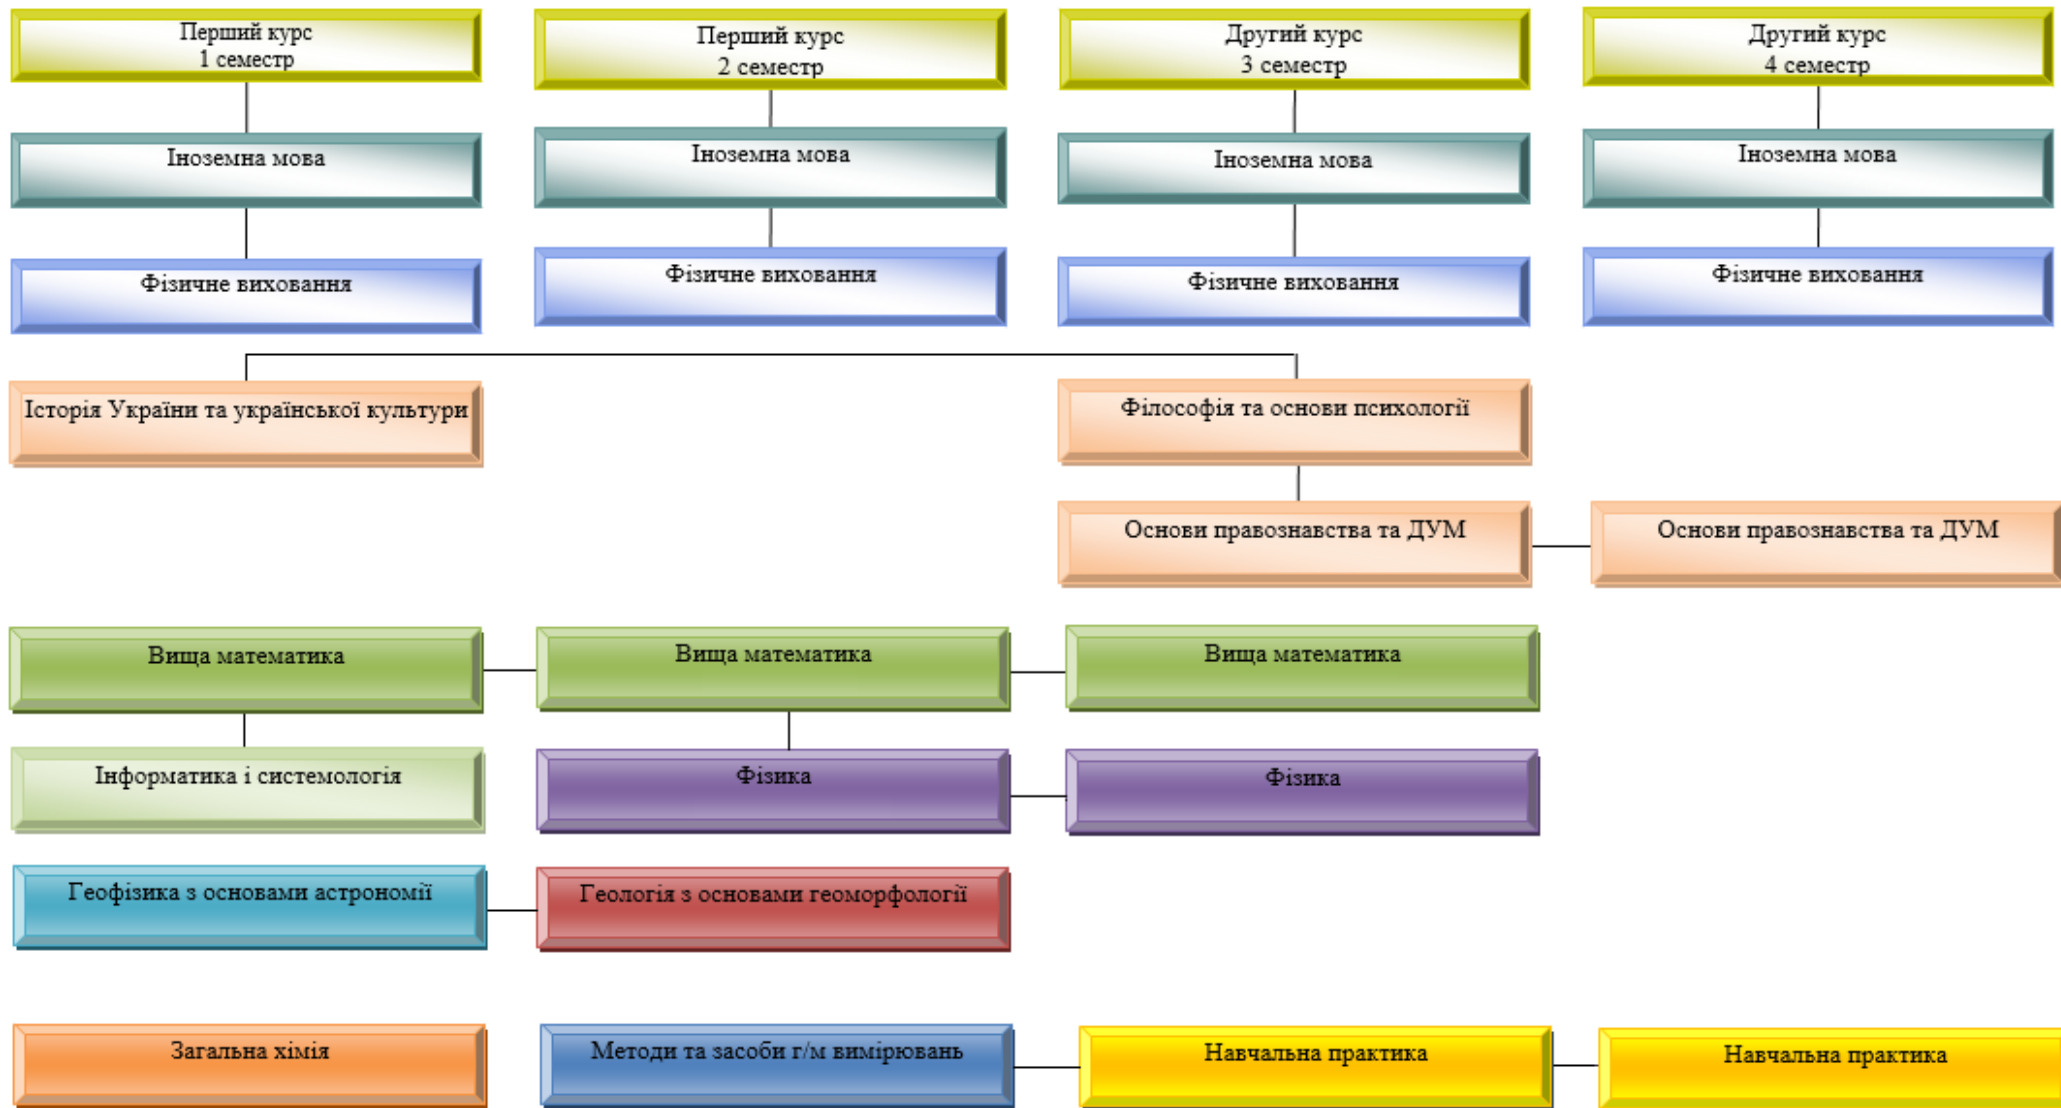 Перший курс
1 семестр
Перший курс
2 семестр
Другий курс
3 семестр
Другий курс
4 семестр
Іноземна мова
Іноземна мова
Іноземна мова
Іноземна мова
Фізичне виховання
Фізичне виховання
Фізичне виховання
Фізичне виховання
Історія України та української культури
Філософія та основи психології
Основи правознавства та ДУМ
Основи правознавства та ДУМ
Вища математика
Вища математика
Вища математика
Інформатика і системологія
Фізика
Фізика
Геофізика з основами астрономії
Геологія з основами геоморфології
Загальна хімія
Методи та засоби г/м вимірювань
Навчальна практика
Навчальна практика